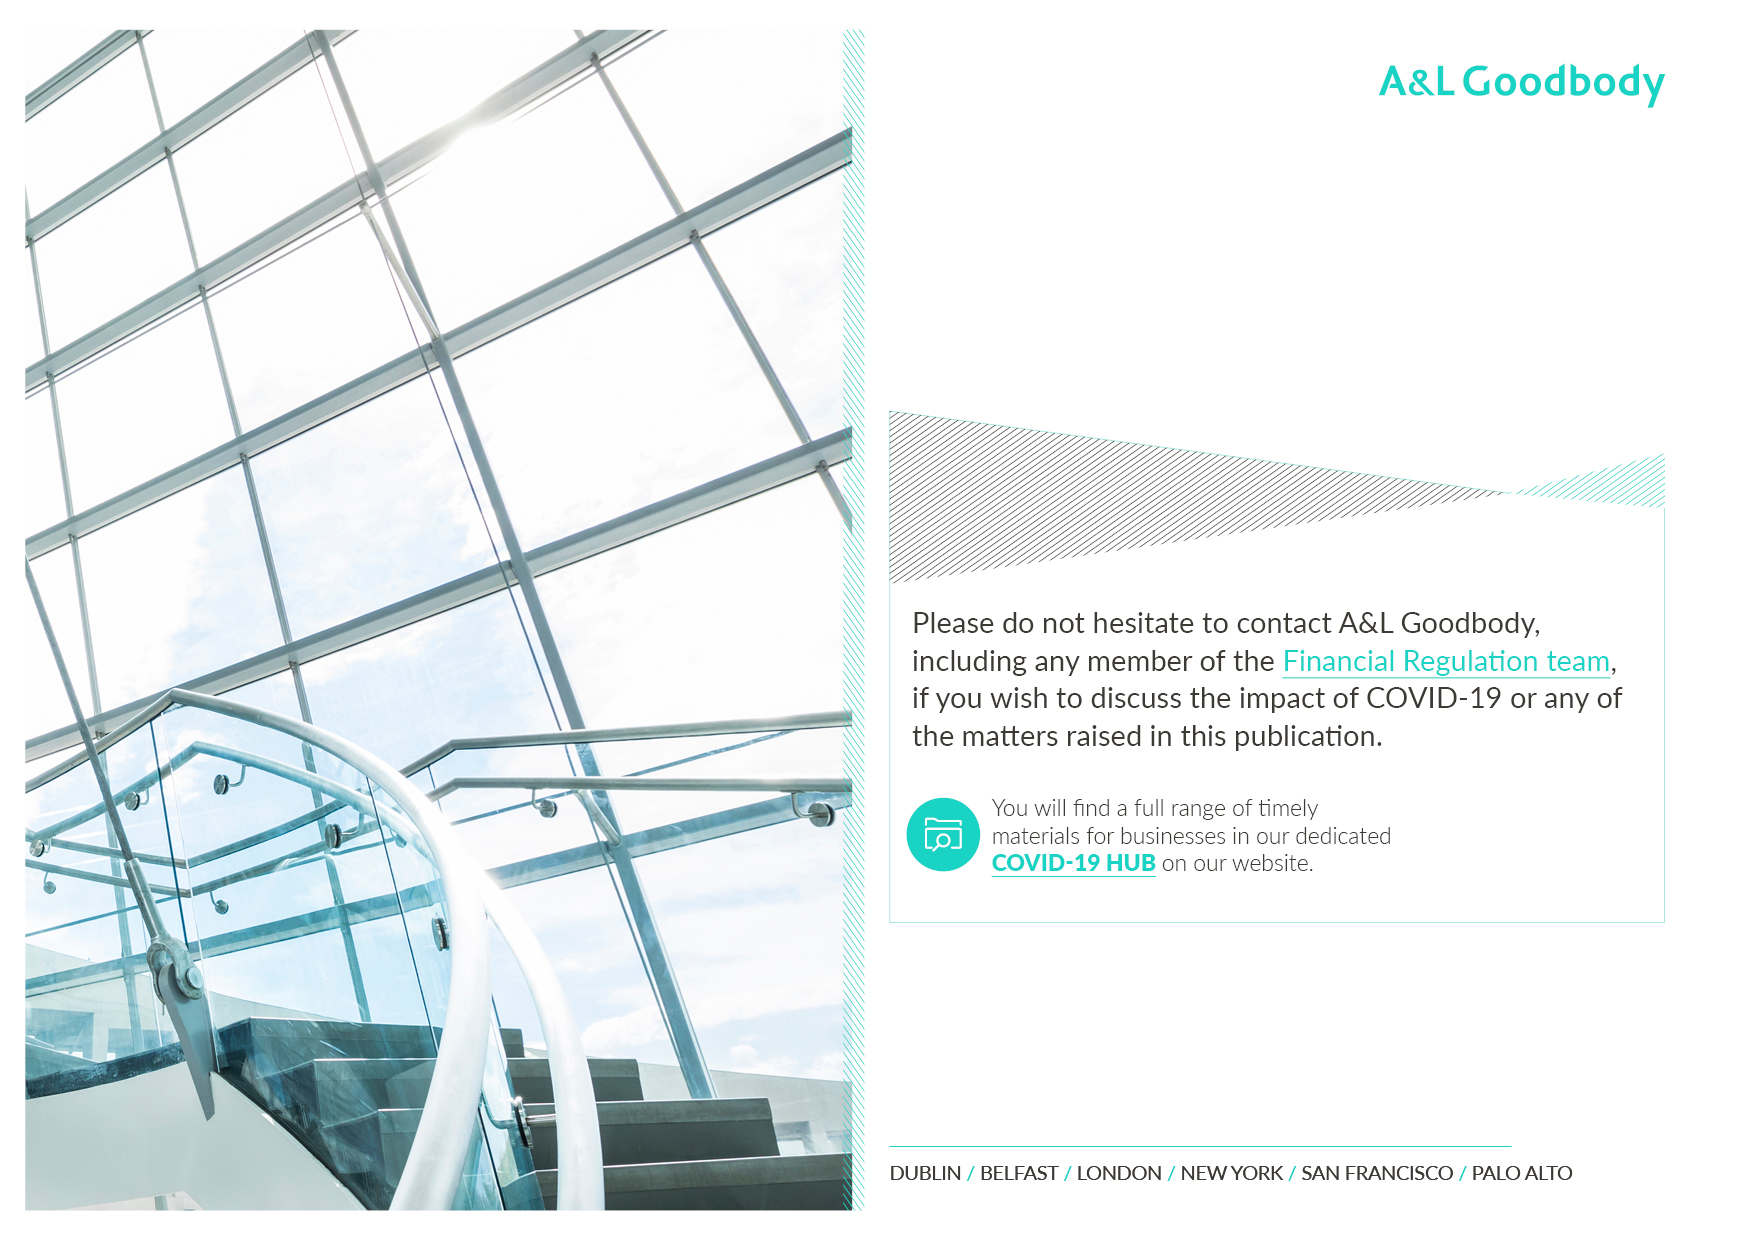 A&L Goodbody
Please do not hesitate to contact A&L Goodbody,
including any member of the Financial Regulation team,
if you wish to discuss the impact of COVID-19 or any of
the matters raised in this publication.
You will find a full range of timely
materials for businesses in our dedicated
COVID-19 HUB on our website.
DUBLIN / BELFAST / LONDON / NEW YORK / SAN FRANCISCO / PALO ALTO